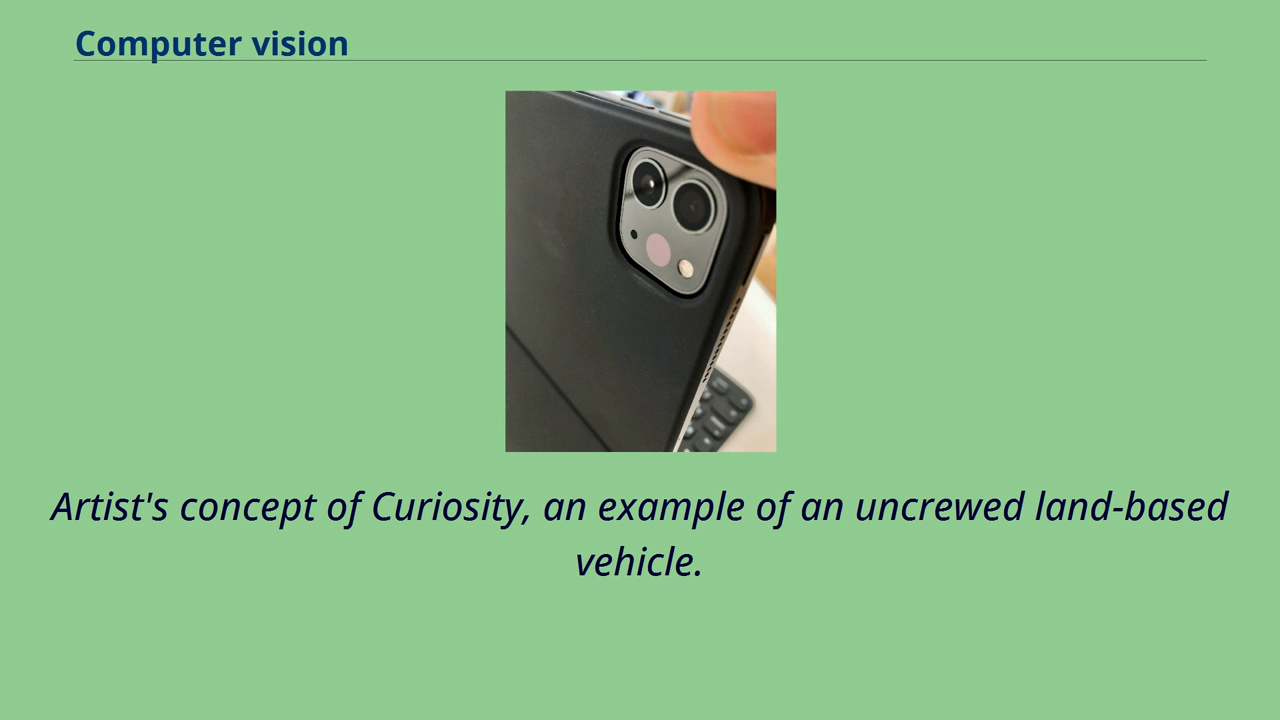 Computer vision
Artist's concept of Curiosity, an example of an uncrewed land-based
vehicle.